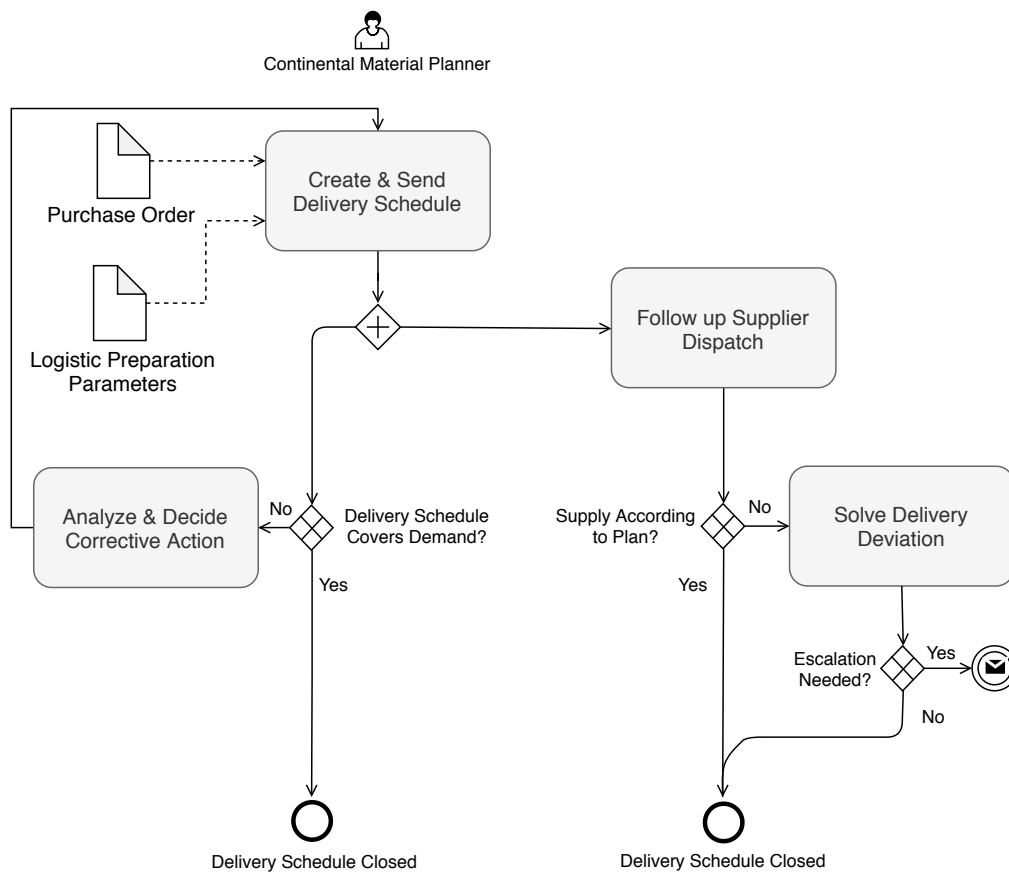 Continental Material Planner
Create & Send
Delivery Schedule
Purchase Order
Logistic Preparation
Parameters
Follow up Supplier
Dispatch
Analyze & Decide
Corrective Action
No
Delivery Schedule
Covers Demand?
Yes
Supply According
to Plan?
No
Yes
Solve Delivery
Deviation
Escalation
Needed?
Yes
No
Delivery Schedule Closed
Delivery Schedule Closed